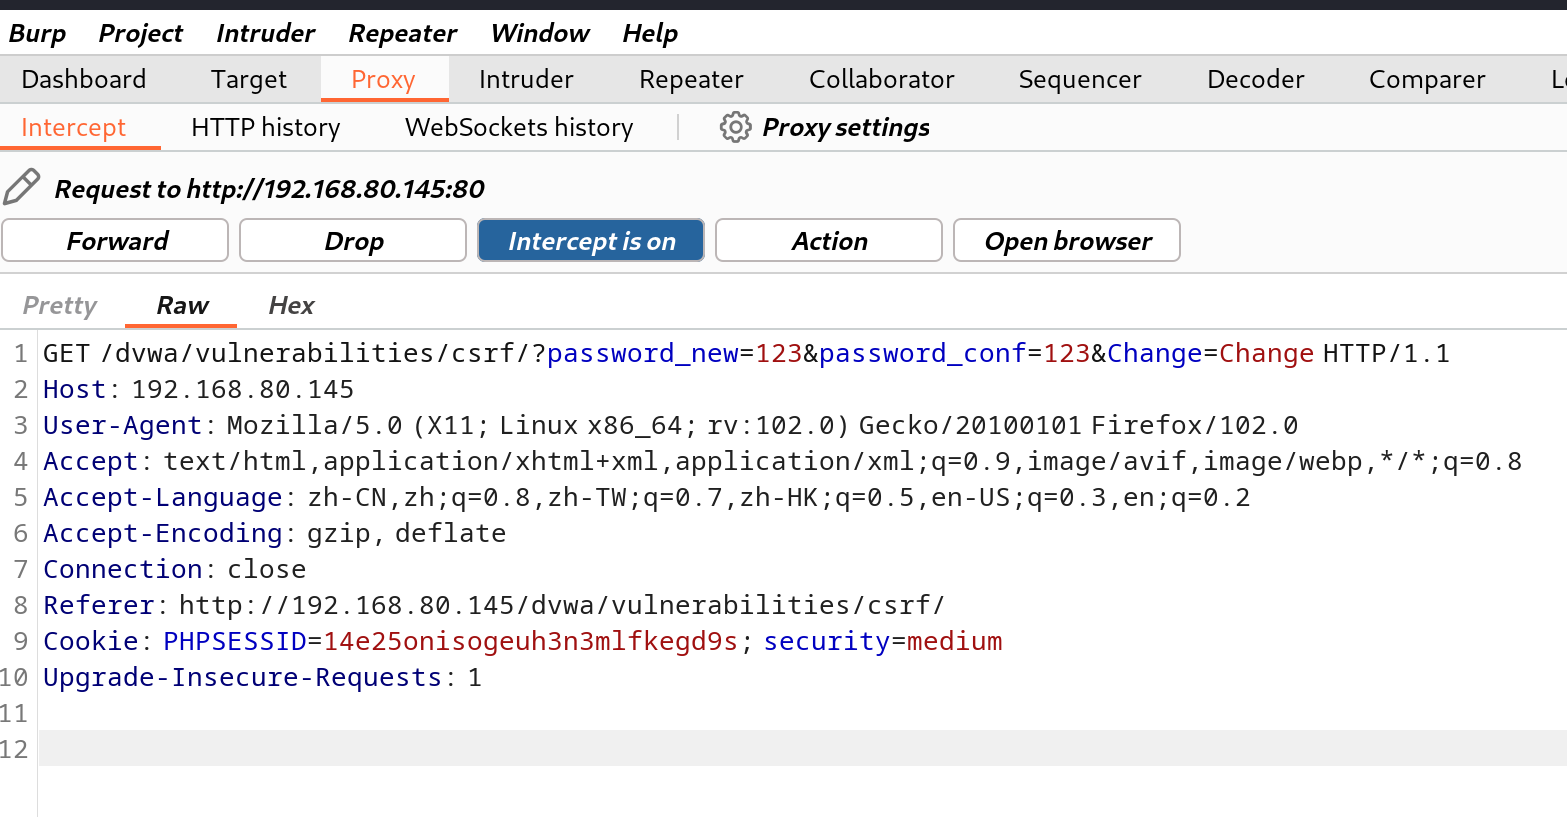 Burp Project Intruder Repeater Window Help
Dashboard Target Proxy Intruder Repeater Collaborator Sequencer Decoder Comparer
Intercept HTTP history WebSockets history Proxy settings
Request to http://192.168.80.145:80
Forward Drop Intercept is on Action Open browser
Pretty Raw Hex
1 GET /dvwa/vulnerabilities/csrf/?password_new=123&password_conf=123&Change=Change HTTP/1.1
2 Host: 192.168.80.145
3 User-Agent: Mozilla/5.0 (X11; Linux x86_64; rv:102.0) Gecko/20100101 Firefox/102.0
4 Accept: text/html,application/xhtml+xml,application/xml;q=0.9,image/avif,image/webp,*/*;q=0.8
5 Accept-Language: zh-CN,zh;q=0.8,zh-TW;q=0.7,zh-HK;q=0.5,en-US;q=0.3,en;q=0.2
6 Accept-Encoding: gzip, deflate
7 Connection: close
8 Referer: http://192.168.80.145/dvwa/vulnerabilities/csrf/
9 Cookie: PHPSESSID=14e25onisogeuh3n3mlfkegd9s; security=medium
10 Upgrade-Insecure-Requests: 1
11
12